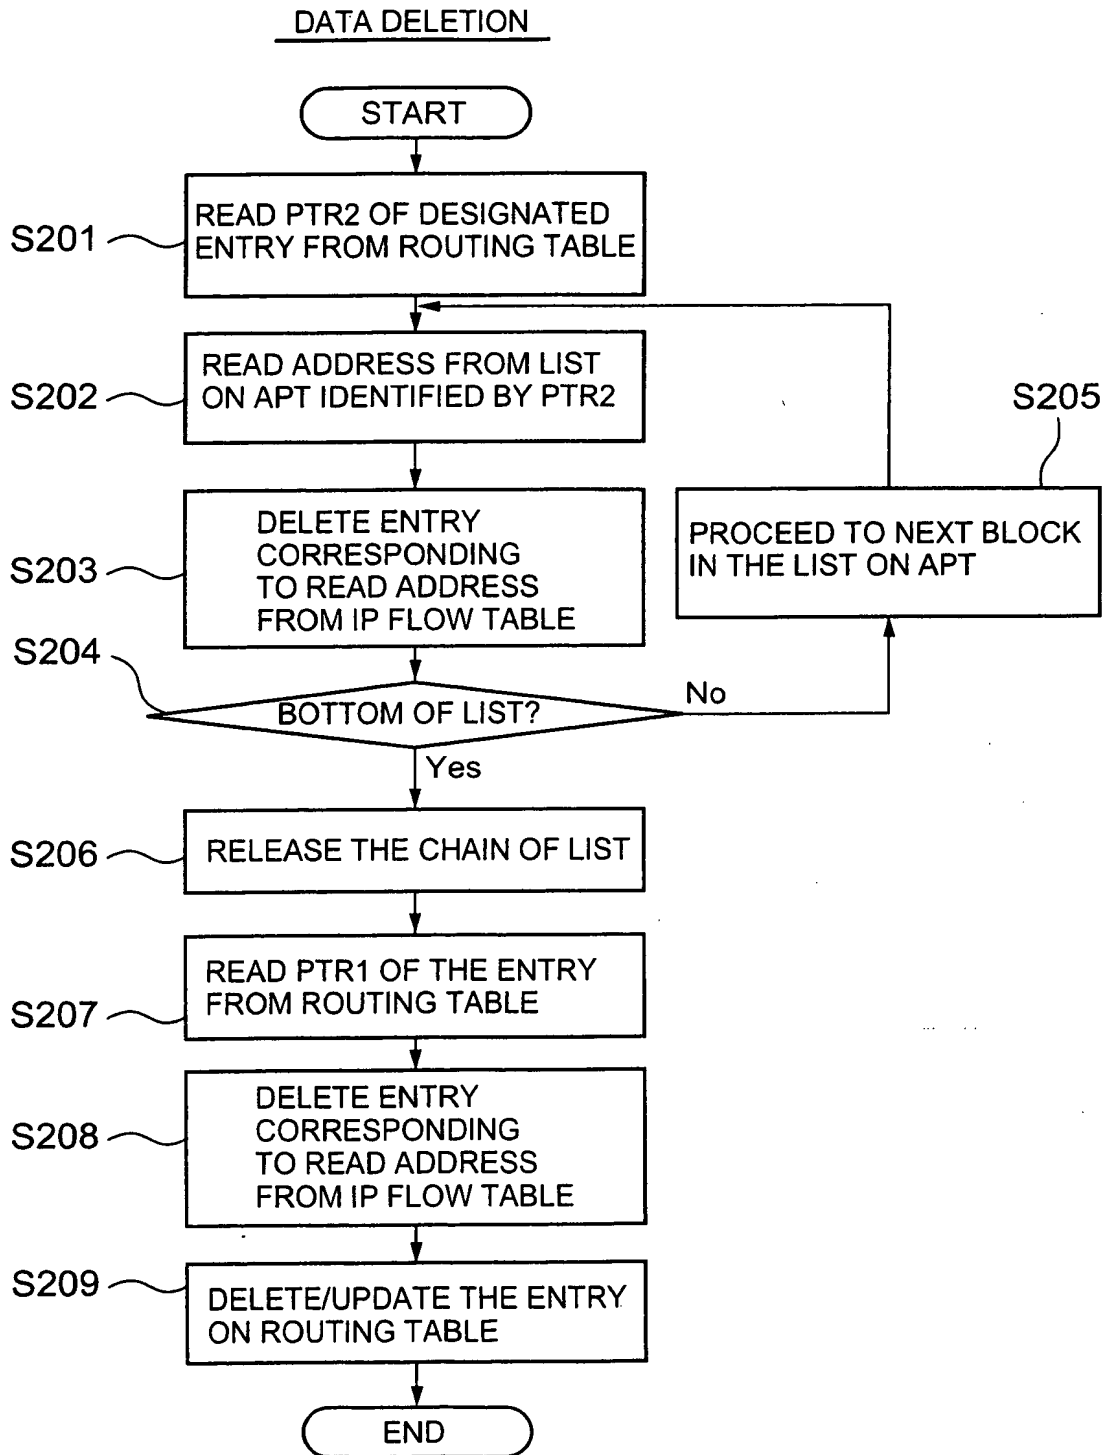 DATA DELETION
START
S201
READ PTR2 OF DESIGNATED
ENTRY FROM ROUTING TABLE
S202
READ ADDRESS FROM LIST
ON APT IDENTIFIED BY PTR2
S205
PROCEED TO NEXT BLOCK
IN THE LIST ON APT
S203
DELETE ENTRY
CORRESPONDING
TO READ ADDRESS
FROM IP FLOW TABLE
S204
BOTTOM OF LIST?
No
Yes
S206
RELEASE THE CHAIN OF LIST
S207
READ PTR1 OF THE ENTRY
FROM ROUTING TABLE
S208
DELETE ENTRY
CORRESPONDING
TO READ ADDRESS
FROM IP FLOW TABLE
S209
DELETE/UPDATE THE ENTRY
ON ROUTING TABLE
END